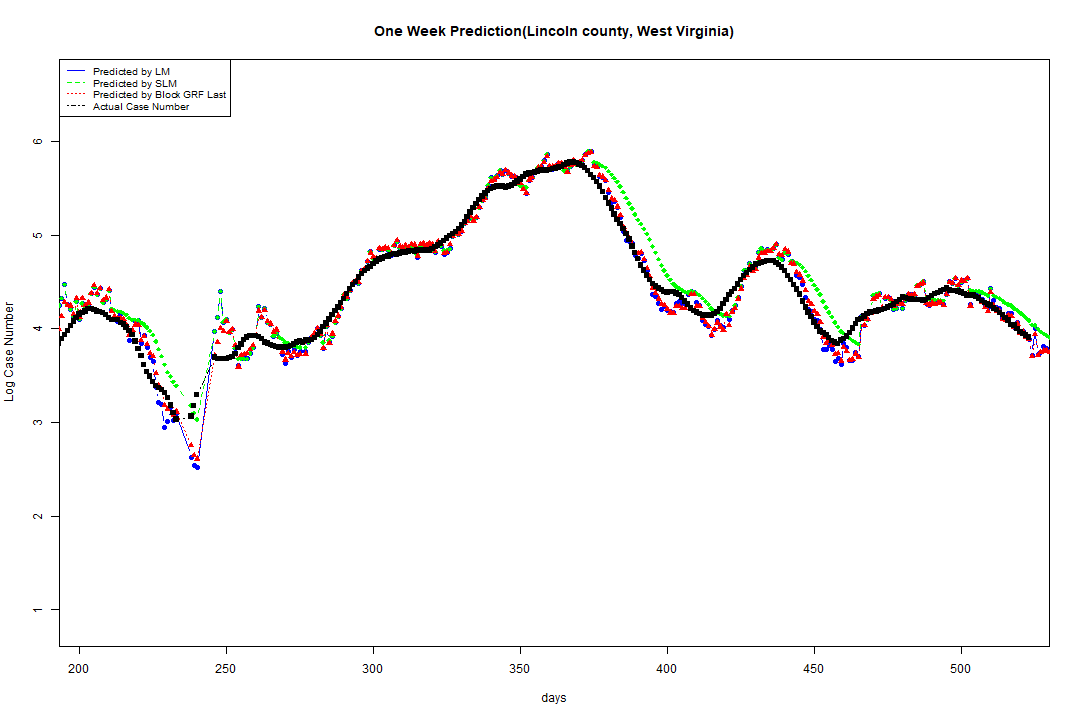 One Week Prediction(Lincoln county, West Virginia)
Predicted by LM
Predicted by SLM
Predicted by Block GRF Last
Actual Case Number
6
5
4
3
2
1
Log Case Number
200 250 300 350 400 450 500
days